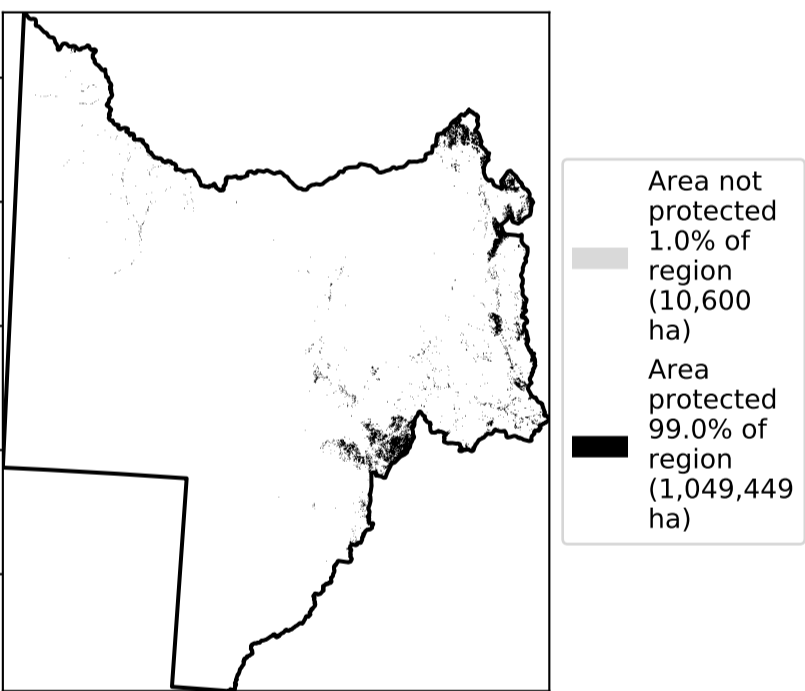 Area not
protected
1.0% of
region
(10,600
ha)
Area
protected
99.0% of
region
(1,049,449
ha)